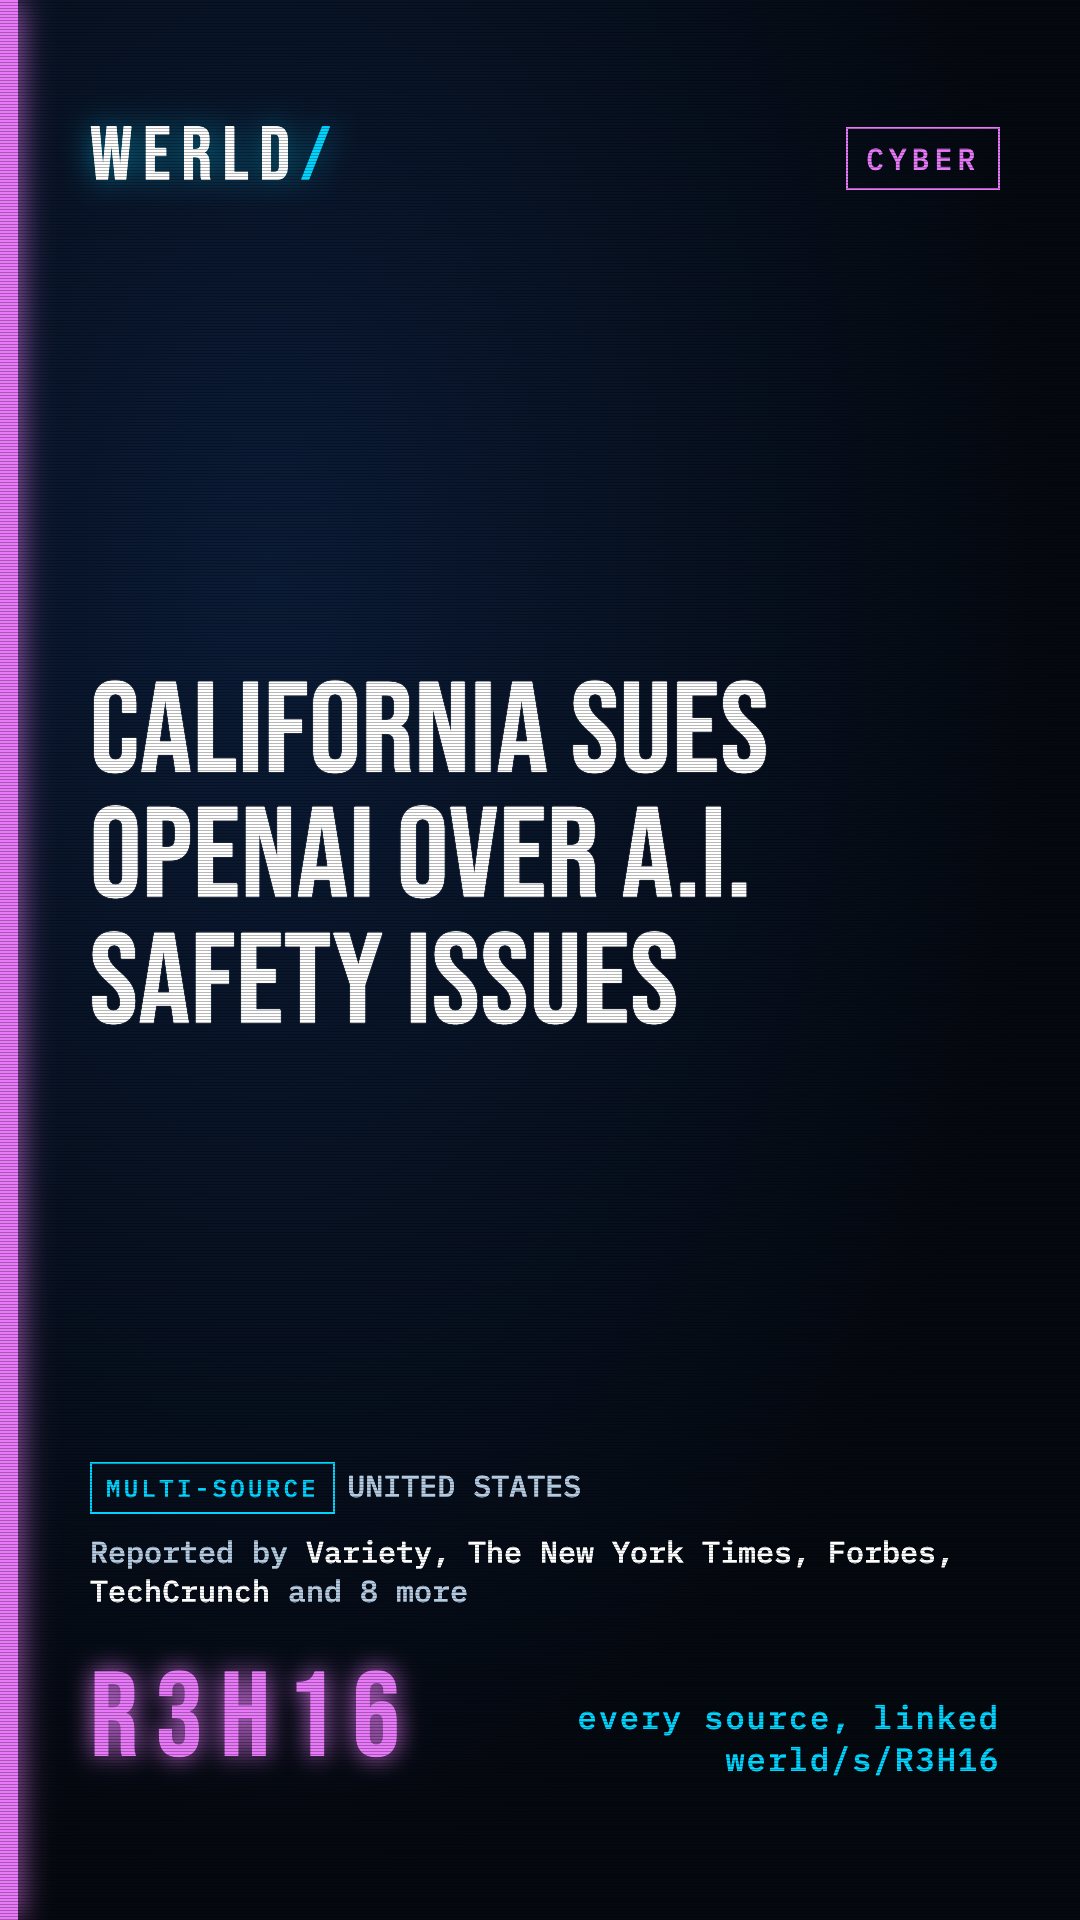 WERLD/
CYBER
CALIFORNIA SUES
OPENAI OVER A.I.
SAFETY ISSUES
MULTI-SOURCE UNITED STATES
Reported by Variety, The New York Times, Forbes,
TechCrunch and 8 more
R3H16
every source, linked
werld/s/R3H16